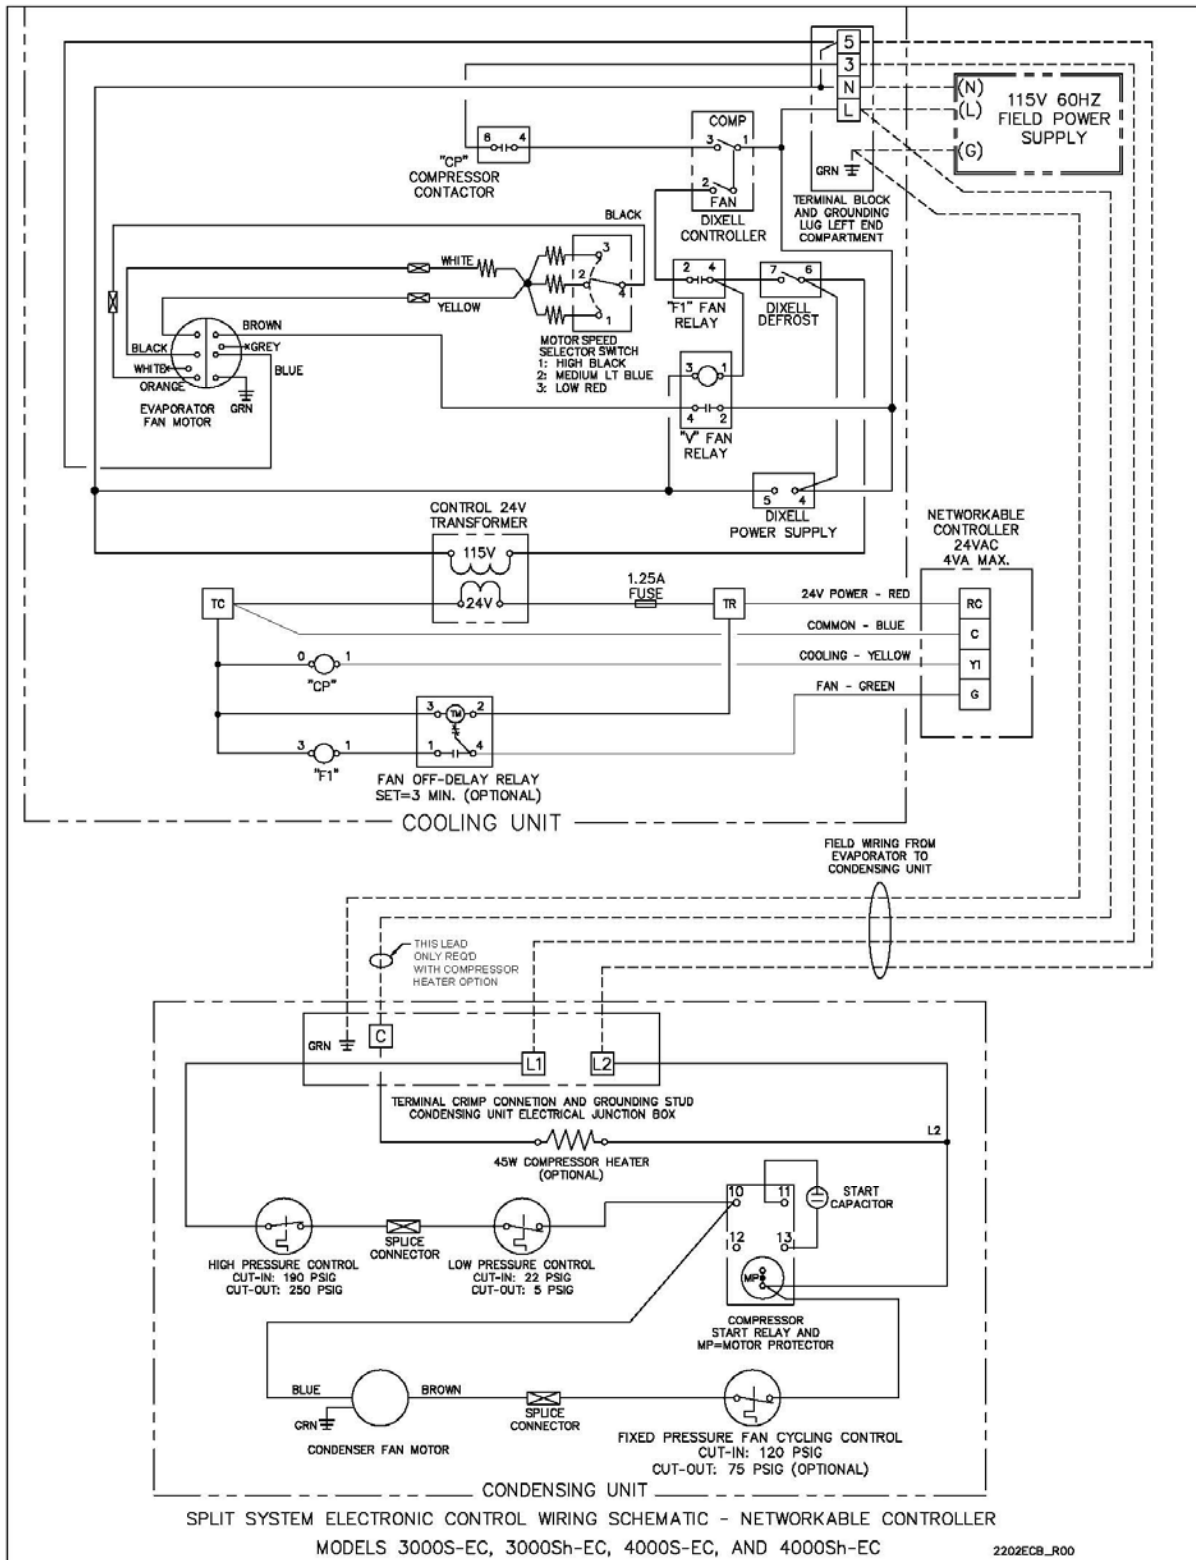 5
3
N
L
(N)
(L)
(G)
115V 60HZ
FIELD POWER
SUPPLY
COMP
3
1
2
FAN
DIXELL
CONTROLLER
6
4
"CP"
COMPRESSOR
CONTACTOR
GRN
TERMINAL BLOCK
AND GROUNDING
LUG LEFT END
COMPARTMENT
BLACK
WHITE
YELLOW
3
2
4
1
MOTOR SPEED
SELECTOR SWITCH
1: HIGH BLACK
2: MEDIUM LT BLUE
3: LOW RED
2
4
"F1" FAN
RELAY
7
6
DIXELL
DEFROST
BROWN
GREY
BLACK
BLUE
WHITE
ORANGE
GRN
EVAPORATOR
FAN MOTOR
3
1
4
2
"V" FAN
RELAY
5
4
DIXELL
POWER SUPPLY
CONTROL 24V
TRANSFORMER
115V
24V
1.25A
FUSE
TC
TR
NETWORKABLE
CONTROLLER
24VAC
4VA MAX.
24V POWER - RED
RC
COMMON - BLUE
C
0
1
"CP"
COOLING - YELLOW
Y1
FAN - GREEN
G
3
TM
2
1
4
3
1
"F1"
FAN OFF-DELAY RELAY
SET=3 MIN. (OPTIONAL)
COOLING UNIT
FIELD WIRING FROM
EVAPORATOR TO
CONDENSING UNIT
THIS LEAD
ONLY REQ'D
WITH COMPRESSOR
HEATER OPTION
GRN
C
L1
L2
TERMINAL CRIMP CONNETION AND GROUNDING STUD
CONDENSING UNIT ELECTRICAL JUNCTION BOX
L2
45W COMPRESSOR HEATER
(OPTIONAL)
10
11
12
13
MP
START
CAPACITOR
HIGH PRESSURE CONTROL
CUT-IN: 190 PSIG
CUT-OUT: 250 PSIG
SPLICE
CONNECTOR
LOW PRESSURE CONTROL
CUT-IN: 22 PSIG
CUT-OUT: 5 PSIG
COMPRESSOR
START RELAY AND
MP=MOTOR PROTECTOR
BLUE
GRN
BROWN
CONDENSER FAN MOTOR
SPLICE
CONNECTOR
FIXED PRESSURE FAN CYCLING CONTROL
CUT-IN: 120 PSIG
CUT-OUT: 75 PSIG (OPTIONAL)
CONDENSING UNIT
SPLIT SYSTEM ELECTRONIC CONTROL WIRING SCHEMATIC - NETWORKABLE CONTROLLER
MODELS 3000S-EC, 3000Sh-EC, 4000S-EC, AND 4000Sh-EC
2202ECB_R00